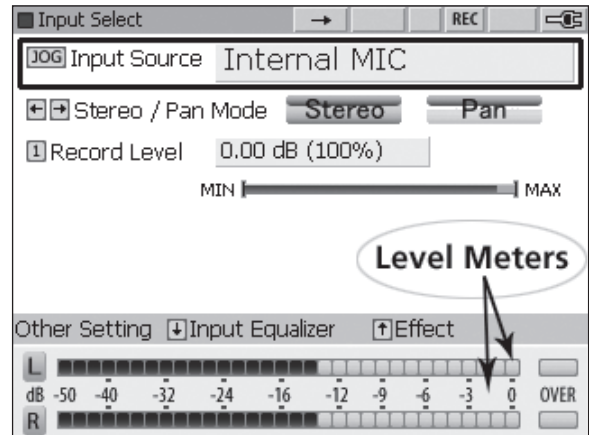 Input Select → REC
JOG Input Source Internal MIC
←→ Stereo / Pan Mode Stereo Pan
1 Record Level 0.00 dB (100%)
MIN MAX
Level Meters
Other Setting ↓ Input Equalizer ↑ Effect
L
dB -50 -40 -32 -24 -16 -12 -9 -6 -3 0 OVER
R